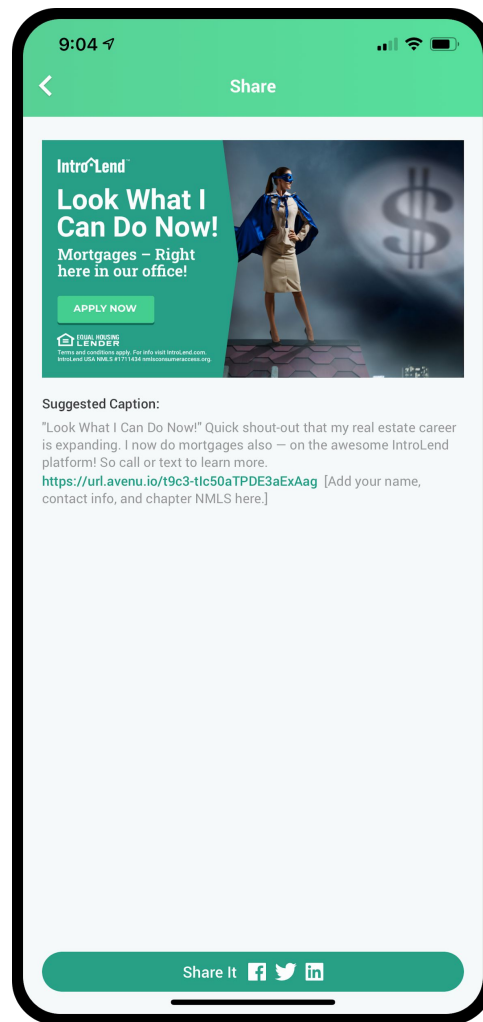 9:04
Share
Intro Lend
Look What I
Can Do Now!
Mortgages – Right
here in our office!
APPLY NOW
EQUAL HOUSING
LENDER
Terms and conditions apply. For info visit IntroLend.com.
IntroLend USA NMLS #1711434 nmlsconsumeraccess.org.
$
Suggested Caption:
"Look What I Can Do Now!" Quick shout-out that my real estate career
is expanding. I now do mortgages also — on the awesome IntroLend
platform! So call or text to learn more.
https://url.avenu.io/t9c3-tIc50aTPDE3aExAag [Add your name,
contact info, and chapter NMLS here.]
Share It